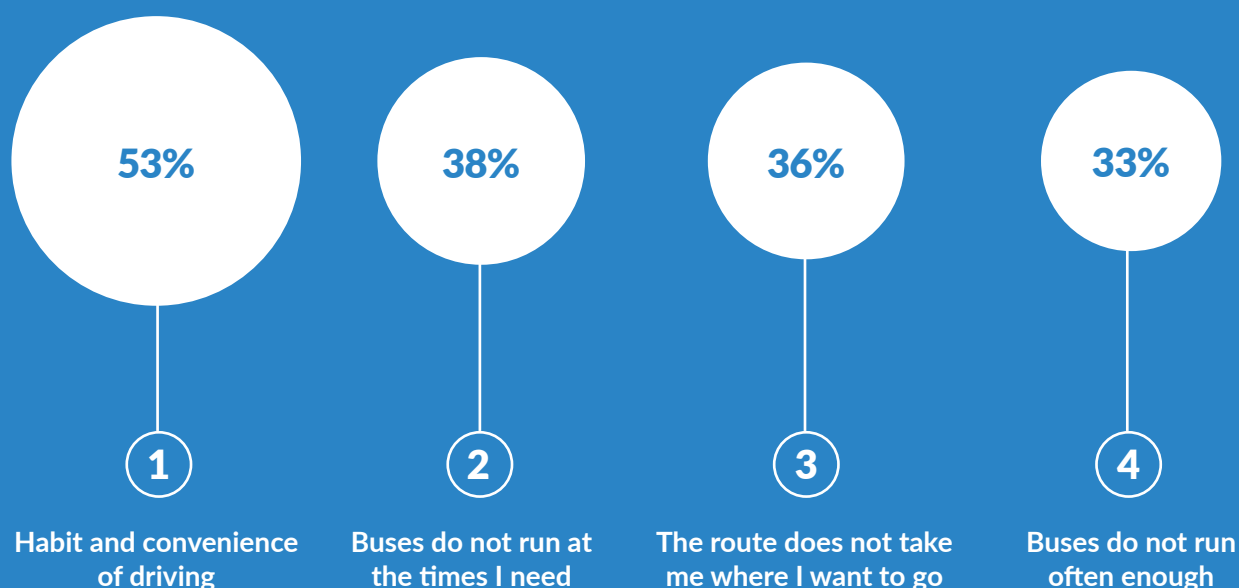 53%
38%
36%
33%
1
2
3
4
Habit and convenience
of driving
Buses do not run at
the times I need
The route does not take
me where I want to go
Buses do not run
often enough